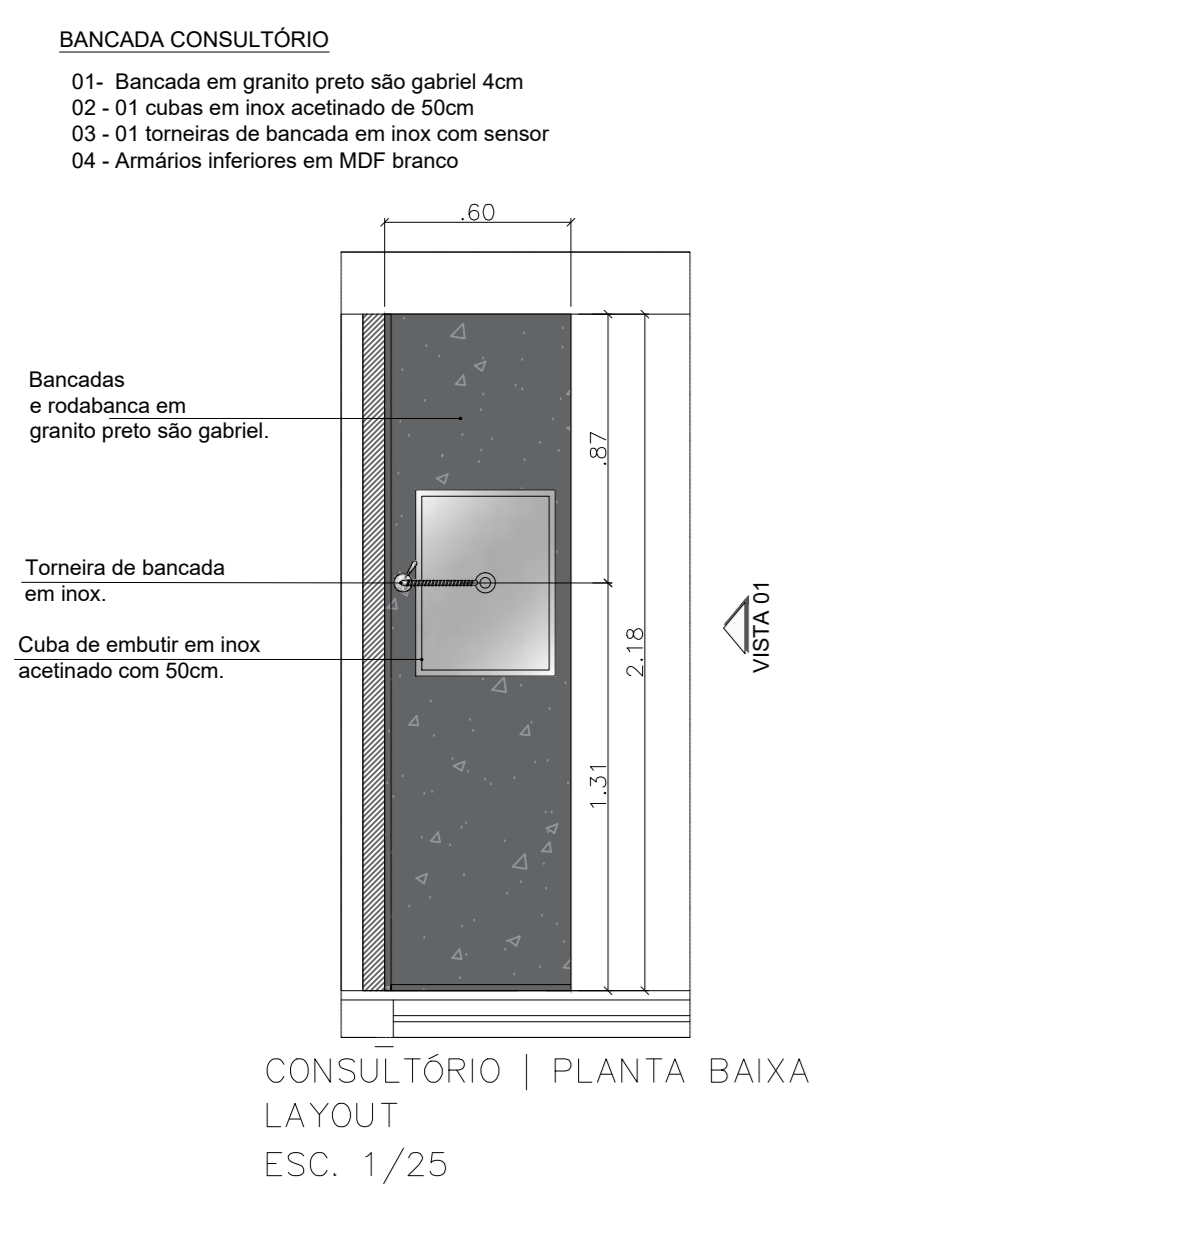 BANCADA CONSULTÓRIO
01- Bancada em granito preto são gabriel 4cm
02 - 01 cubas em inox acetinado de 50cm
03 - 01 torneiras de bancada em inox com sensor
04 - Armários inferiores em MDF branco
.60
Bancadas
e rodabanca em
granito preto são gabriel.
.87
Torneira de bancada
em inox.
Cuba de embutir em inox
acetinado com 50cm.
2.18
VISTA 01
1.31
CONSULTÓRIO | PLANTA BAIXA
LAYOUT
ESC. 1/25